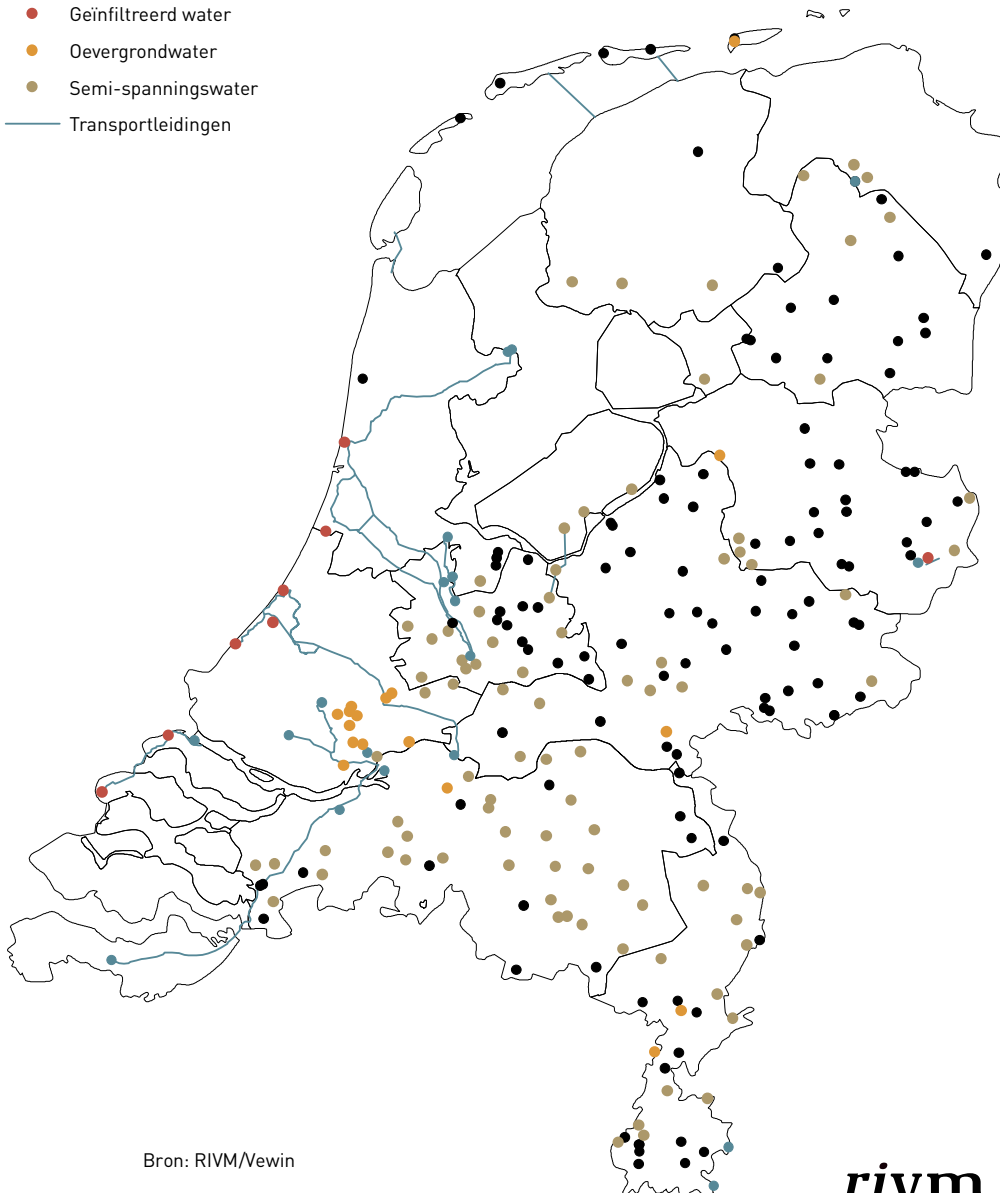 Geïnfiltreerd water
Oevergrondwater
Semi-spanningswater
Transportleidingen
Bron: RIVM/Vewin
rivm